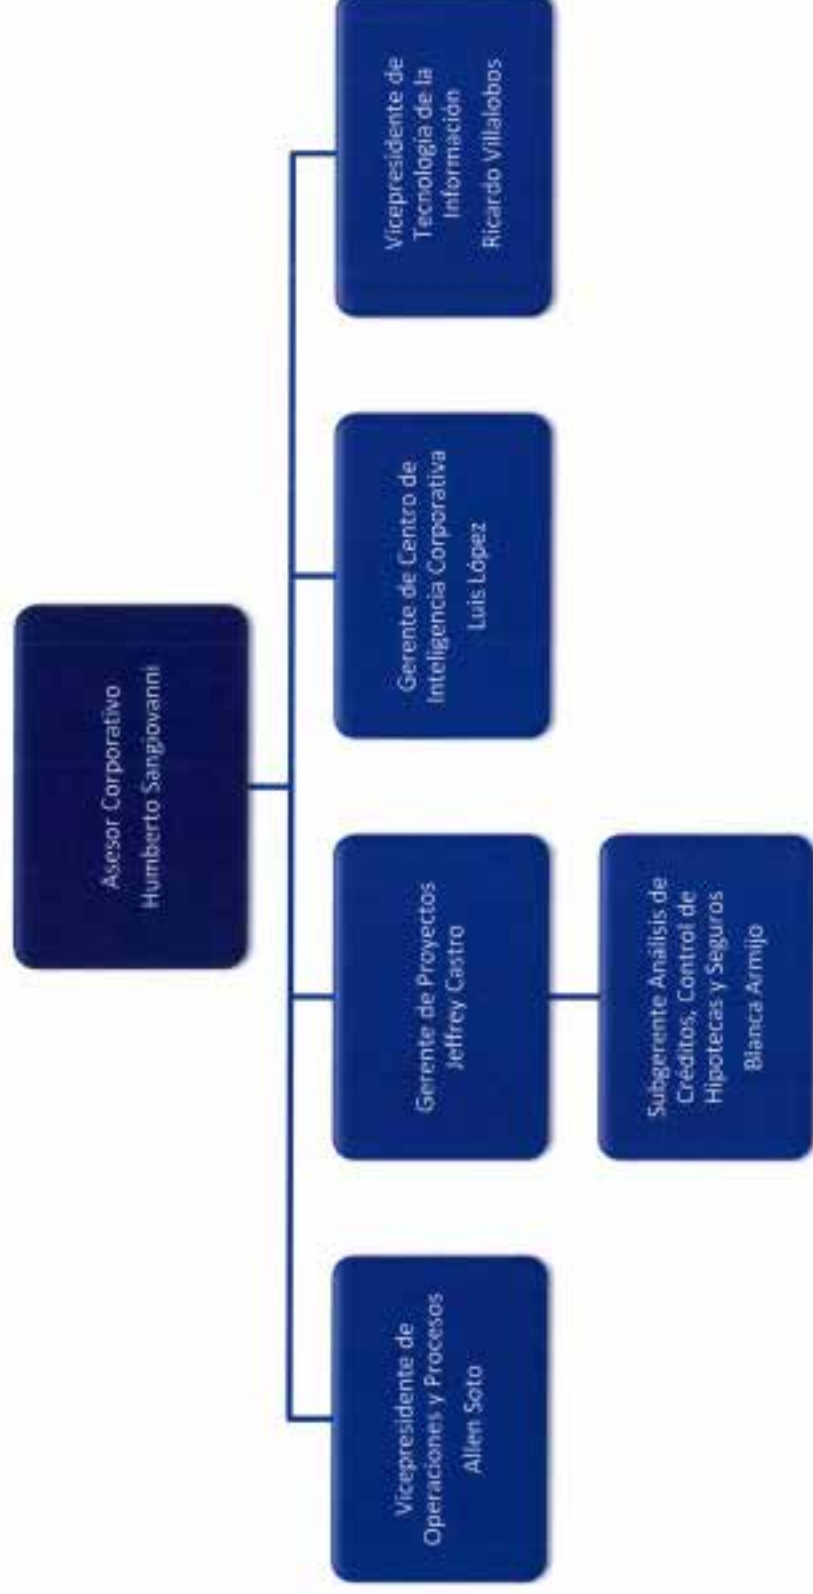 Asesor Corporativo
Humberto Sangiovanni
Vicepresidente de
Operaciones y Procesos
Allen Soto
Gerente de Proyectos
Jeffrey Castro
Gerente de Centro de
Inteligencia Corporativa
Luis López
Vicepresidente de
Tecnología de la
Información
Ricardo Villalobos
Subgerente Análisis de
Créditos, Control de
Hipotecas y Seguros
Blanca Armijo